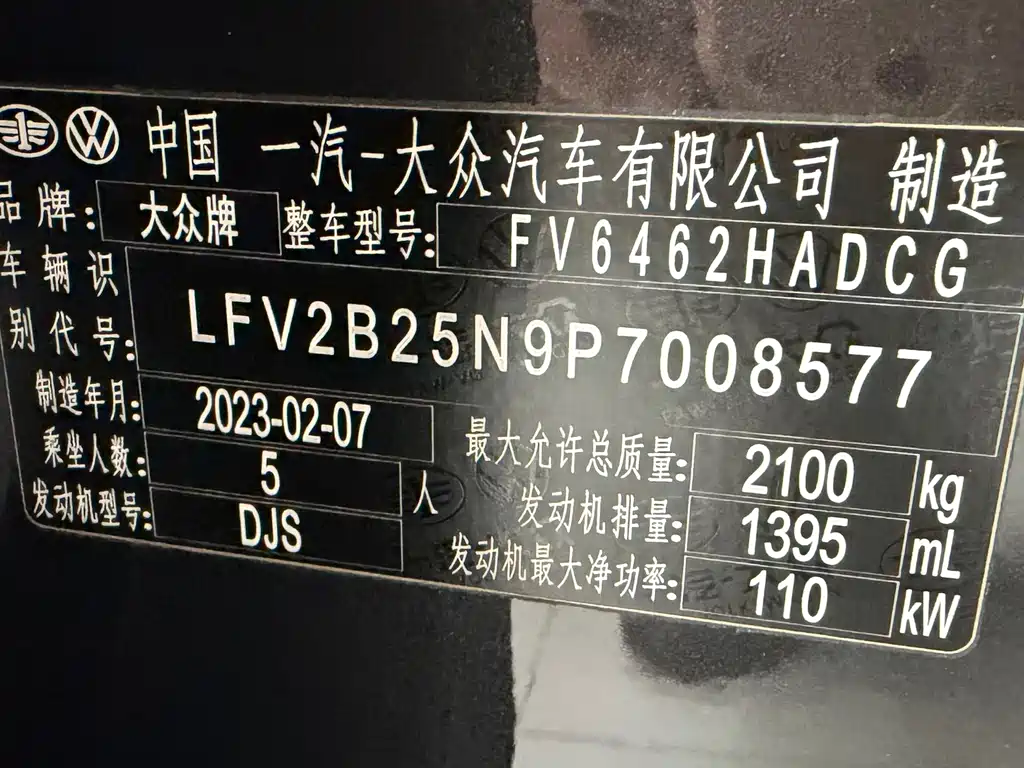 中国 一汽-大众汽车有限公司 制造
品牌: 大众牌 整车型号: FV6462HADCG
车辆识别代号: LFV2B25N9P7008577
制造年月: 2023-02-07
乘坐人数: 5 人
发动机型号: DJS
最大允许总质量: 2100 kg
发动机排量: 1395 mL
发动机最大净功率: 110 kW